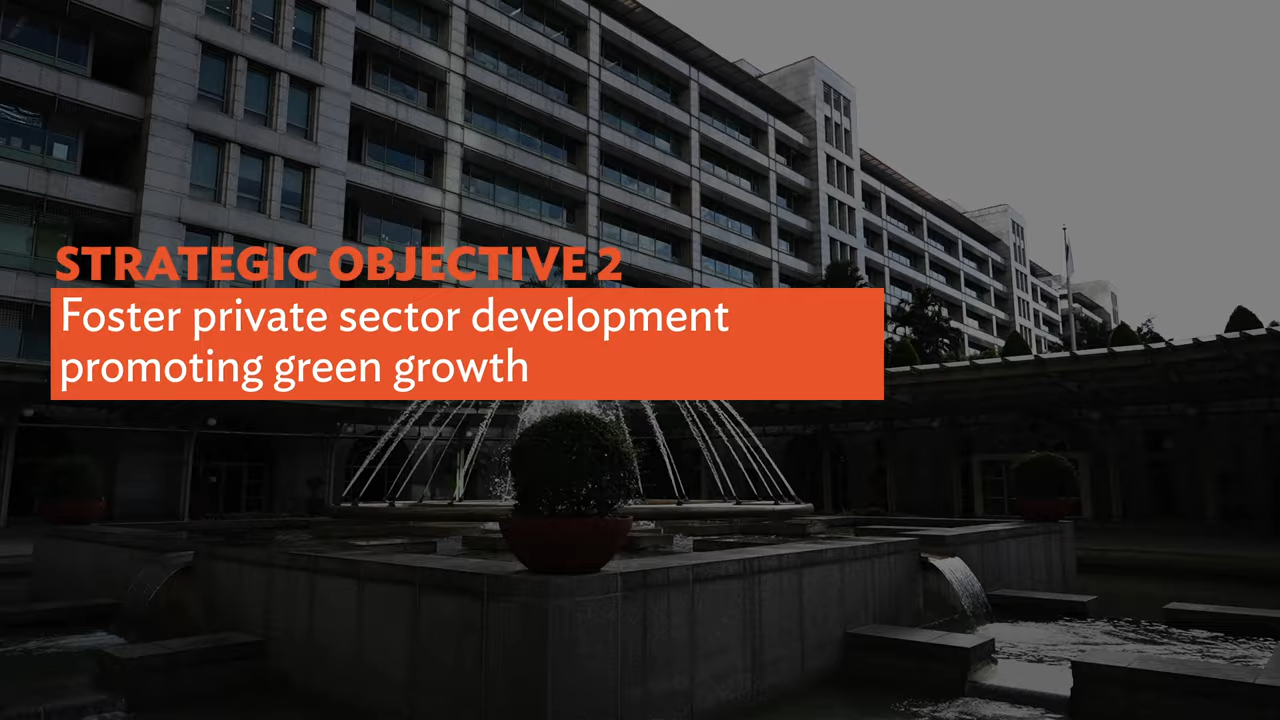 STRATEGIC OBJECTIVE 2
Foster private sector development
promoting green growth